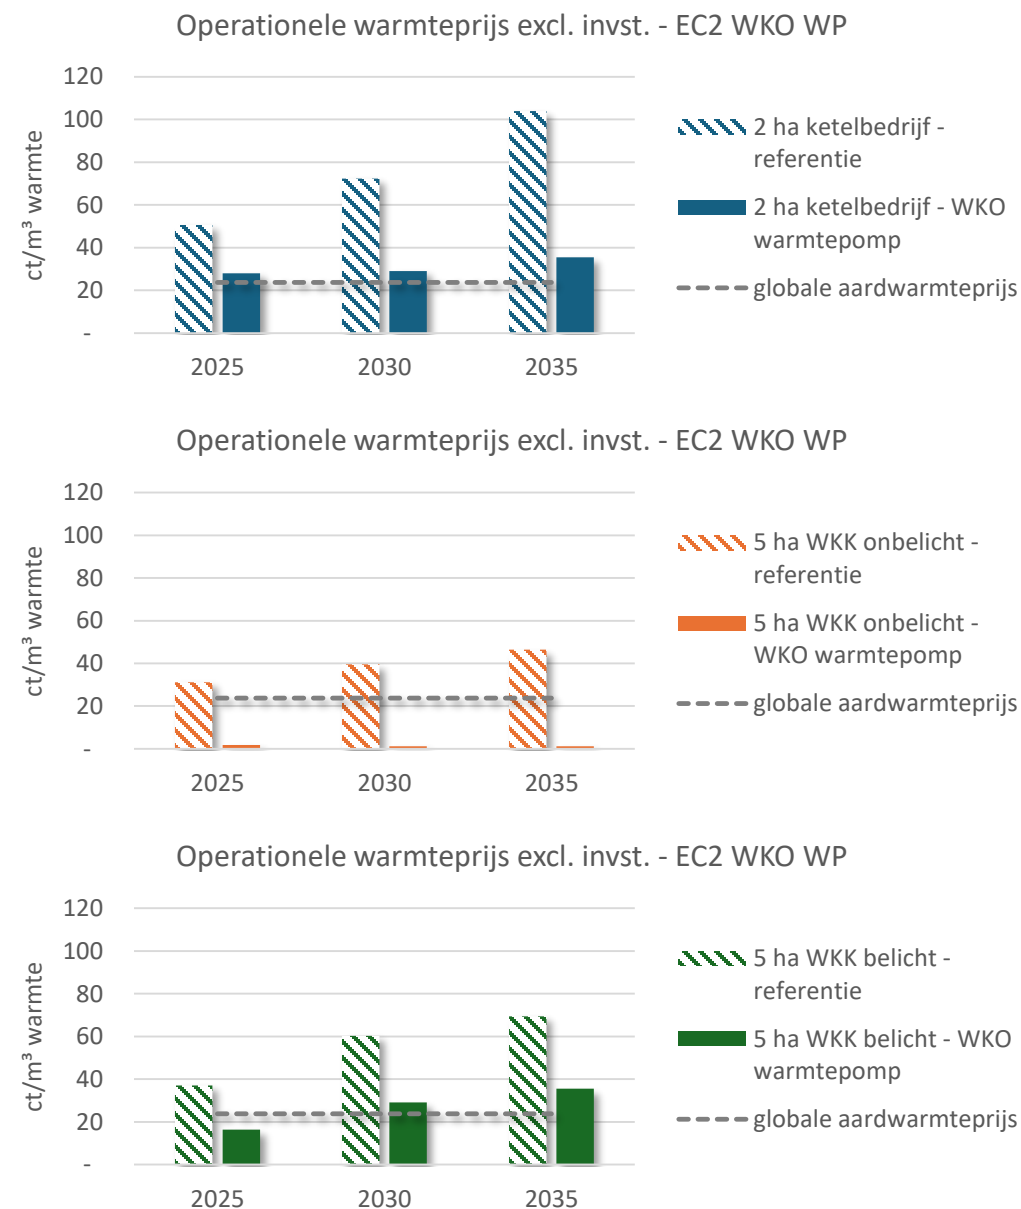 Operationele warmteprijs excl. invst. - EC2 WKO WP
120
100
80
60
40
20
-
ct/m³ warmte
2025
2030
2035
2 ha ketelbedrijf -
referentie
2 ha ketelbedrijf - WKO
warmtepomp
globale aardwarmteprijs
Operationele warmteprijs excl. invst. - EC2 WKO WP
120
100
80
60
40
20
-
ct/m³ warmte
2025
2030
2035
5 ha WKK onbelicht -
referentie
5 ha WKK onbelicht -
WKO warmtepomp
globale aardwarmteprijs
Operationele warmteprijs excl. invst. - EC2 WKO WP
120
100
80
60
40
20
-
ct/m³ warmte
2025
2030
2035
5 ha WKK belicht -
referentie
5 ha WKK belicht - WKO
warmtepomp
globale aardwarmteprijs